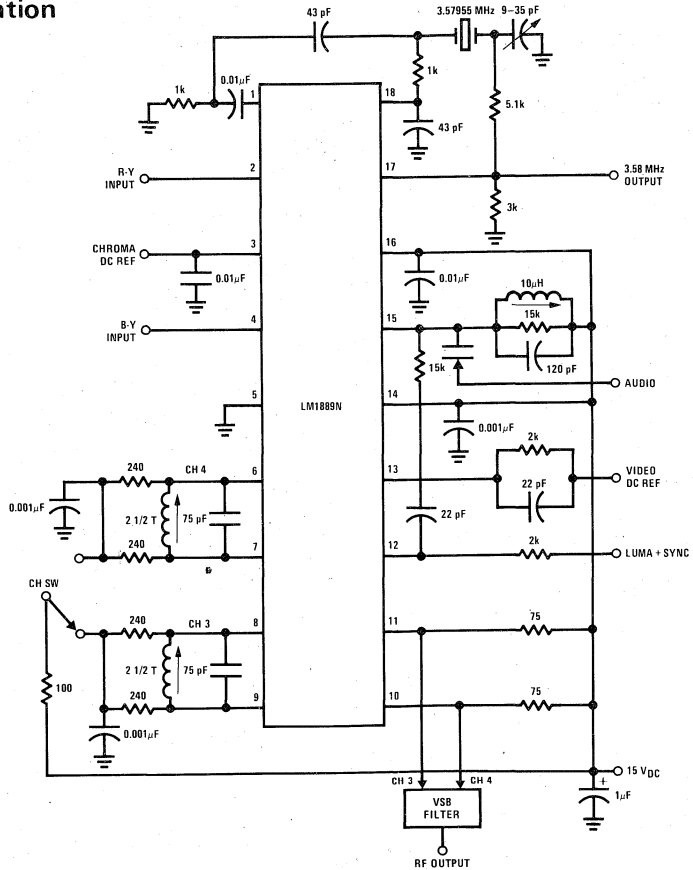 ation
43 pF
3.57955 MHz
9–35 pF
1k
0.01μF
1
18
1k
43 pF
5.1k
R-Y
INPUT
2
17
3.58 MHz
OUTPUT
3k
CHROMA
DC REF
3
16
0.01μF
0.01μF
10μH
15k
120 pF
B-Y
INPUT
4
15
15k
AUDIO
5
LM1889N
14
0.001μF
2k
240
CH 4
6
13
22 pF
VIDEO
DC REF
0.001μF
2 1/2 T
75 pF
22 pF
240
7
12
2k
LUMA + SYNC
CH SW
240
CH 3
8
11
75
2 1/2 T
75 pF
100
240
9
10
75
0.001μF
15 VDC
CH 3
CH 4
+
1μF
VSB
FILTER
RF OUTPUT